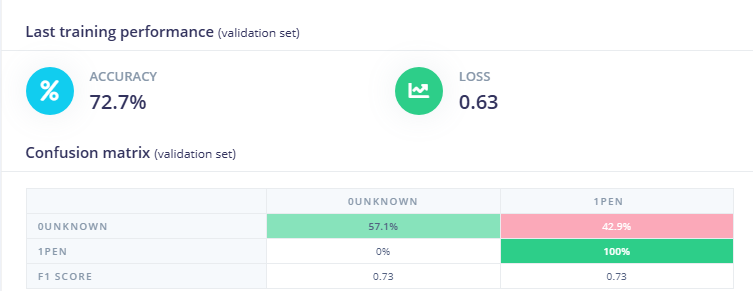 Last training performance (validation set)
ACCURACY
72.7%
LOSS
0.63
Confusion matrix (validation set)
0UNKNOWN 1PEN
0UNKNOWN 57.1% 42.9%
1PEN 0% 100%
F1 SCORE 0.73 0.73